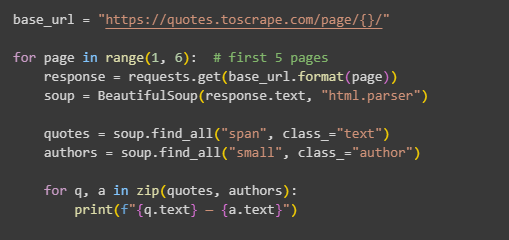 base_url = "https://quotes.toscrape.com/page/{}/"

for page in range(1, 6):  # first 5 pages
    response = requests.get(base_url.format(page))
    soup = BeautifulSoup(response.text, "html.parser")

    quotes = soup.find_all("span", class_="text")
    authors = soup.find_all("small", class_="author")

    for q, a in zip(quotes, authors):
        print(f"{q.text} — {a.text}")